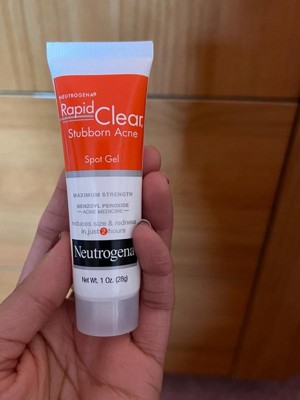 NEUTROGENA®
Rapid
Clear
Stubborn Acne
Spot Gel
MAXIMUM STRENGTH
BENZOYL PEROXIDE
ACNE MEDICINE
reduces size & redness
in just 2 hours
Neutrogena
Net Wt. 1 Oz. (28g)